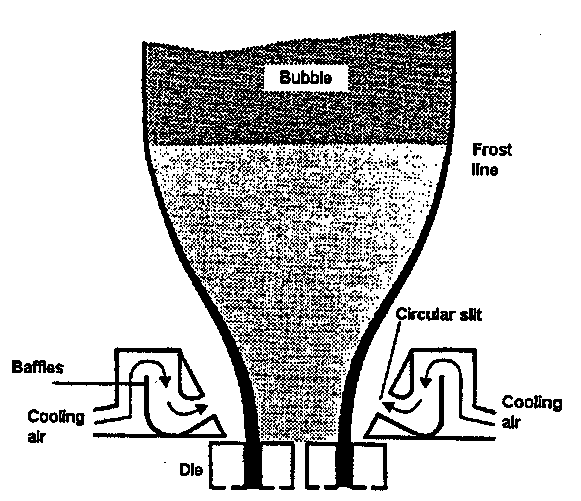 Bubble
Frost
line
Circular slit
Baffles
Cooling
air
Cooling
air
Die